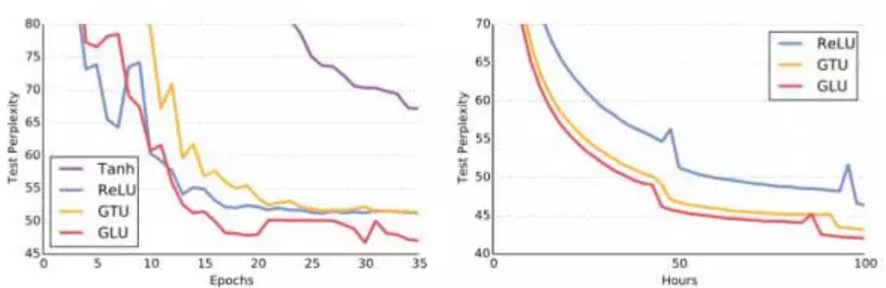 80
75
70
65
60
55
50
45
Test Perplexity
Tanh
ReLU
GTU
GLU
0 5 10 15 20 25 30 35
Epochs
70
65
60
55
50
45
40
Test Perplexity
ReLU
GTU
GLU
0 50 100
Hours